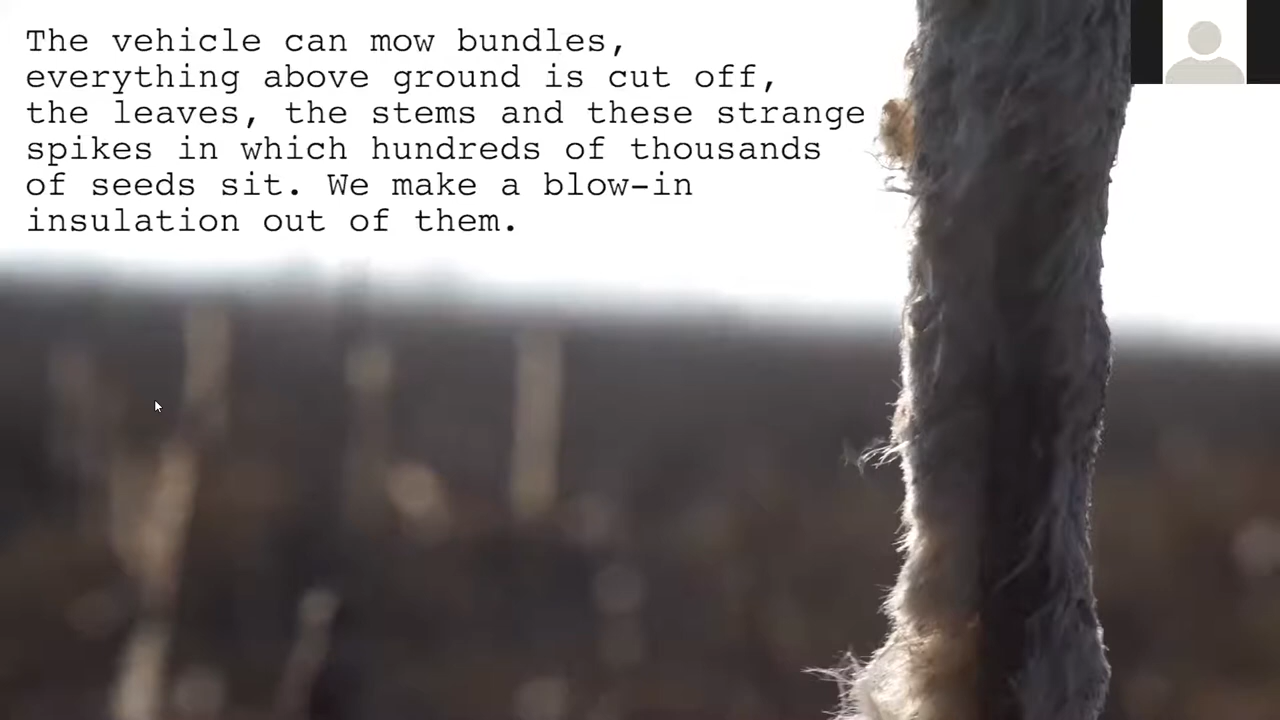 The vehicle can mow bundles,
everything above ground is cut off,
the leaves, the stems and these strange
spikes in which hundreds of thousands
of seeds sit. We make a blow-in
insulation out of them.